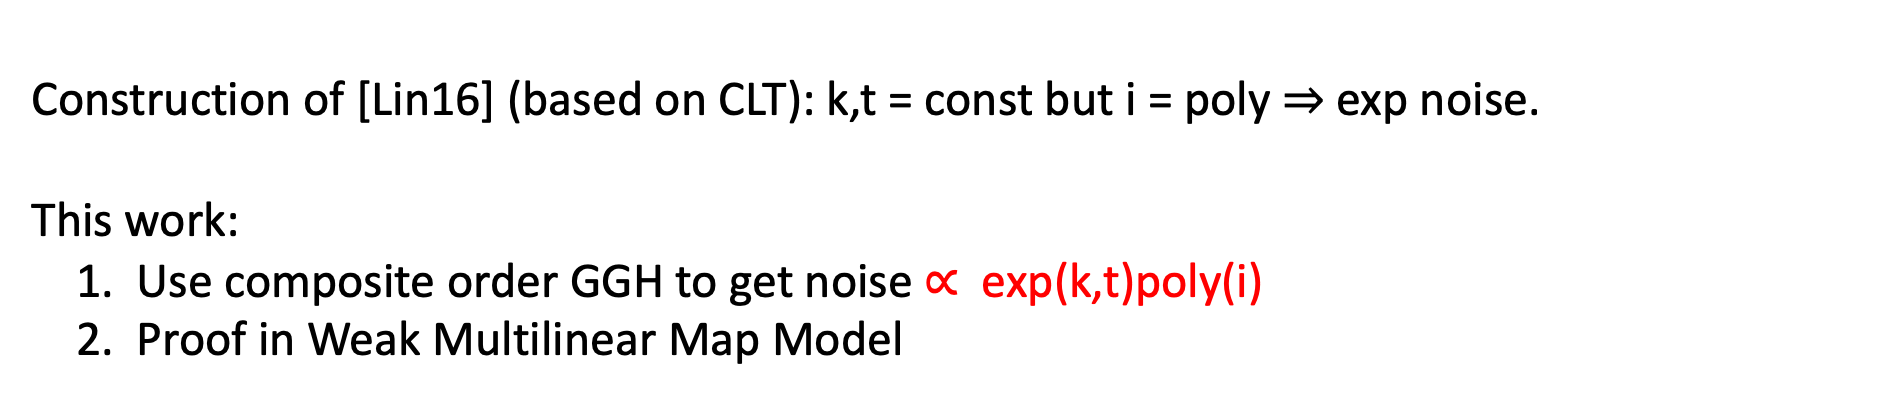 Construction of [Lin16] (based on CLT): k,t = const but i = poly ⇒ exp noise.
This work:
1. Use composite order GGH to get noise ∝ exp(k,t)poly(i)
2. Proof in Weak Multilinear Map Model